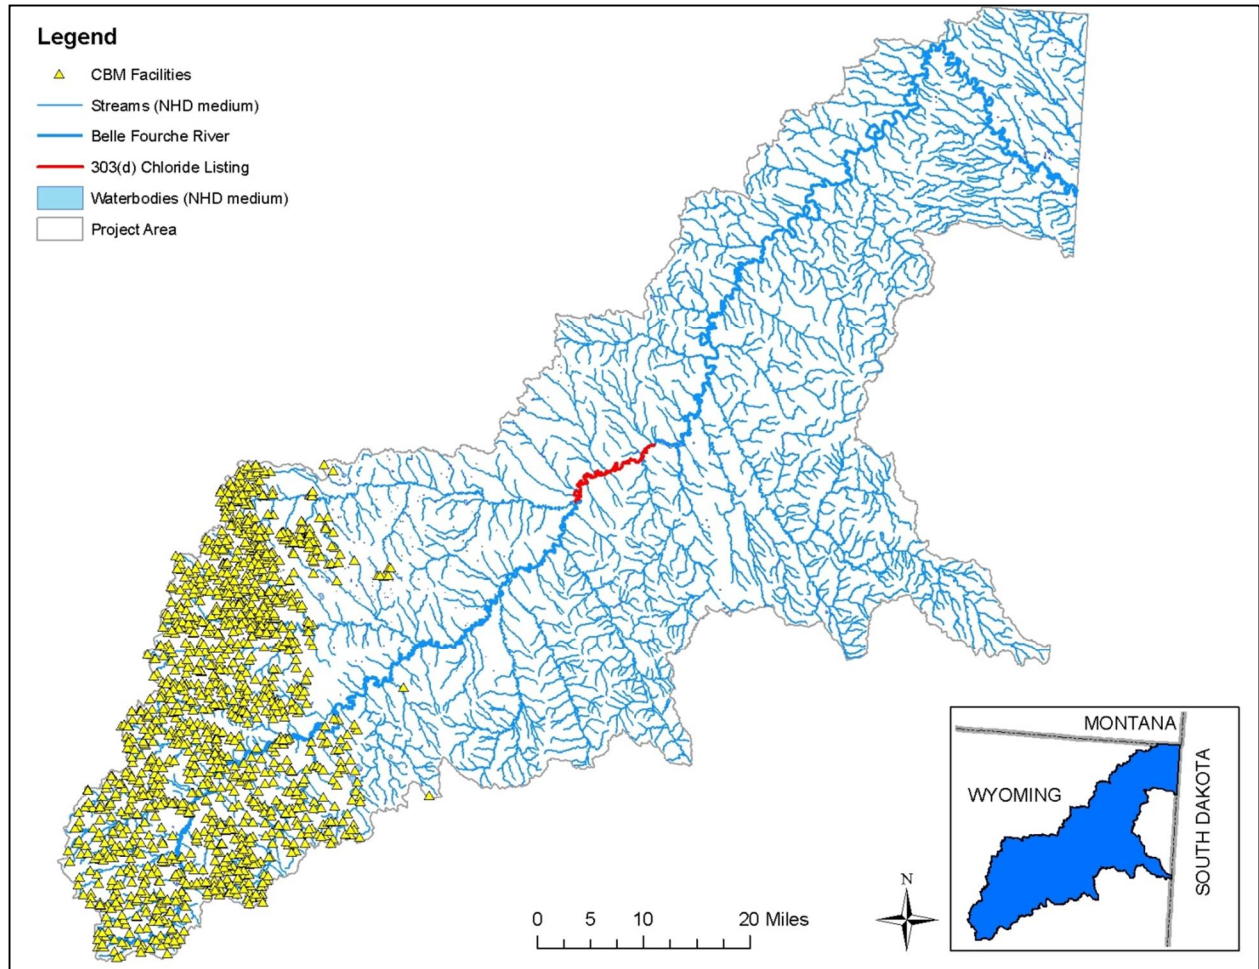 Legend
CBM Facilities
Streams (NHD medium)
Belle Fourche River
303(d) Chloride Listing
Waterbodies (NHD medium)
Project Area
MONTANA
WYOMING
SOUTH DAKOTA
N
0 5 10 20 Miles